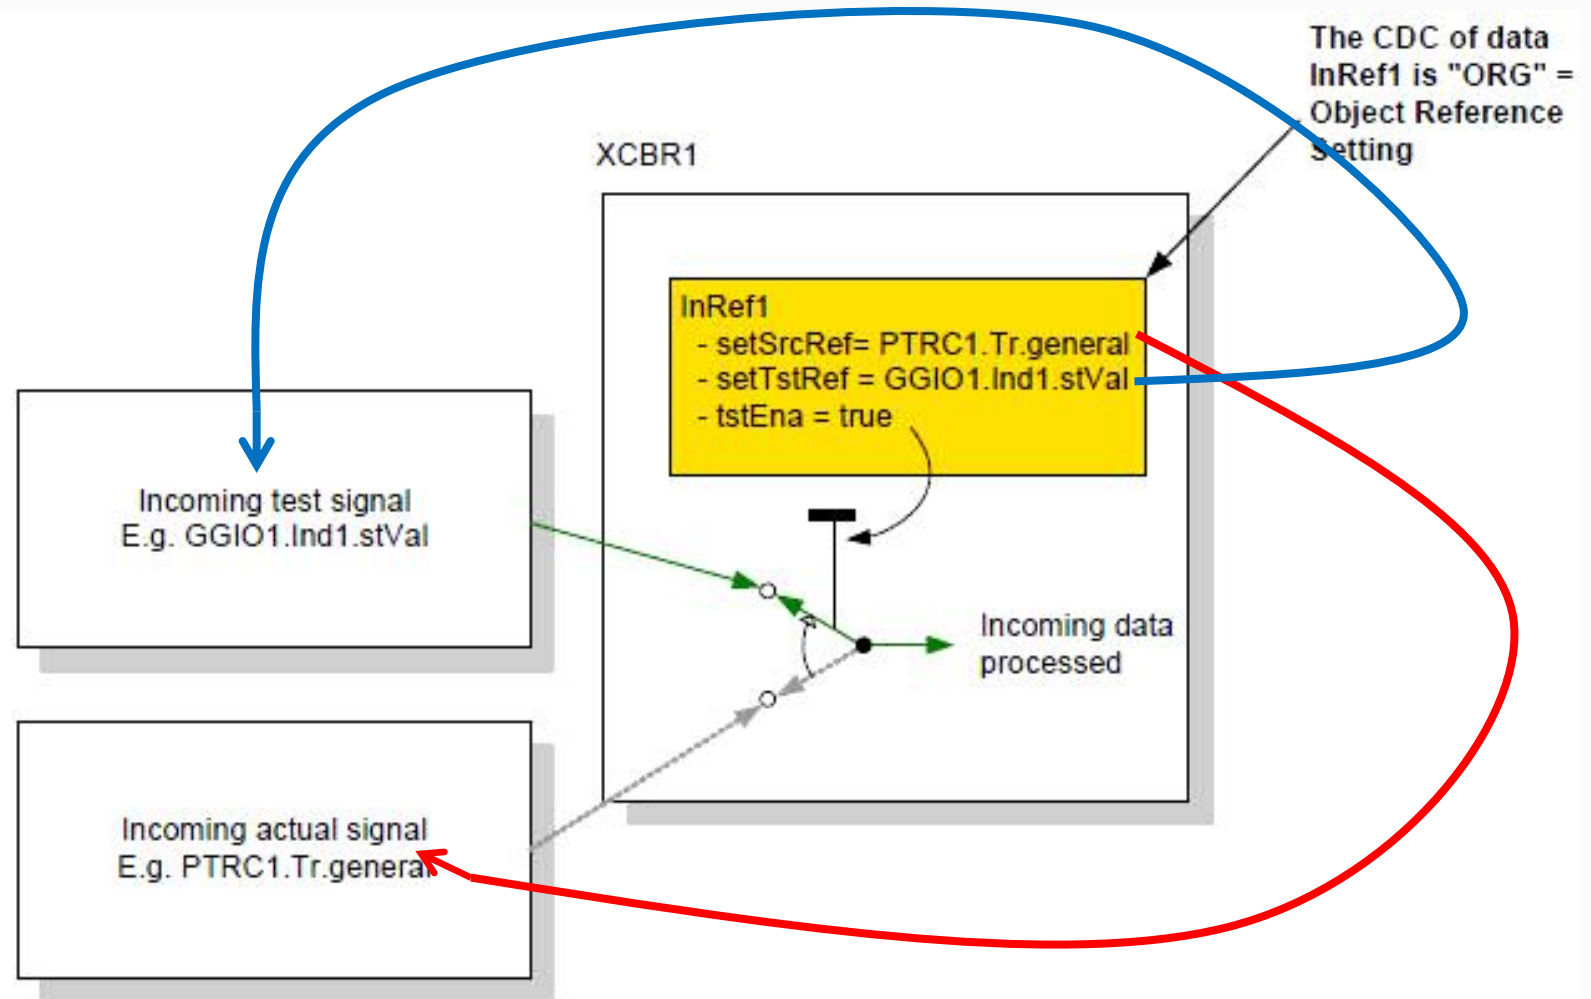 The CDC of data
InRef1 is "ORG" =
Object Reference
Setting
XCBR1
InRef1
- setSrcRef= PTRC1.Tr.general
- setTstRef = GGIO1.Ind1.stVal
- tstEna = true
Incoming test signal
E.g. GGIO1.Ind1.stVal
Incoming data
processed
Incoming actual signal
E.g. PTRC1.Tr.general